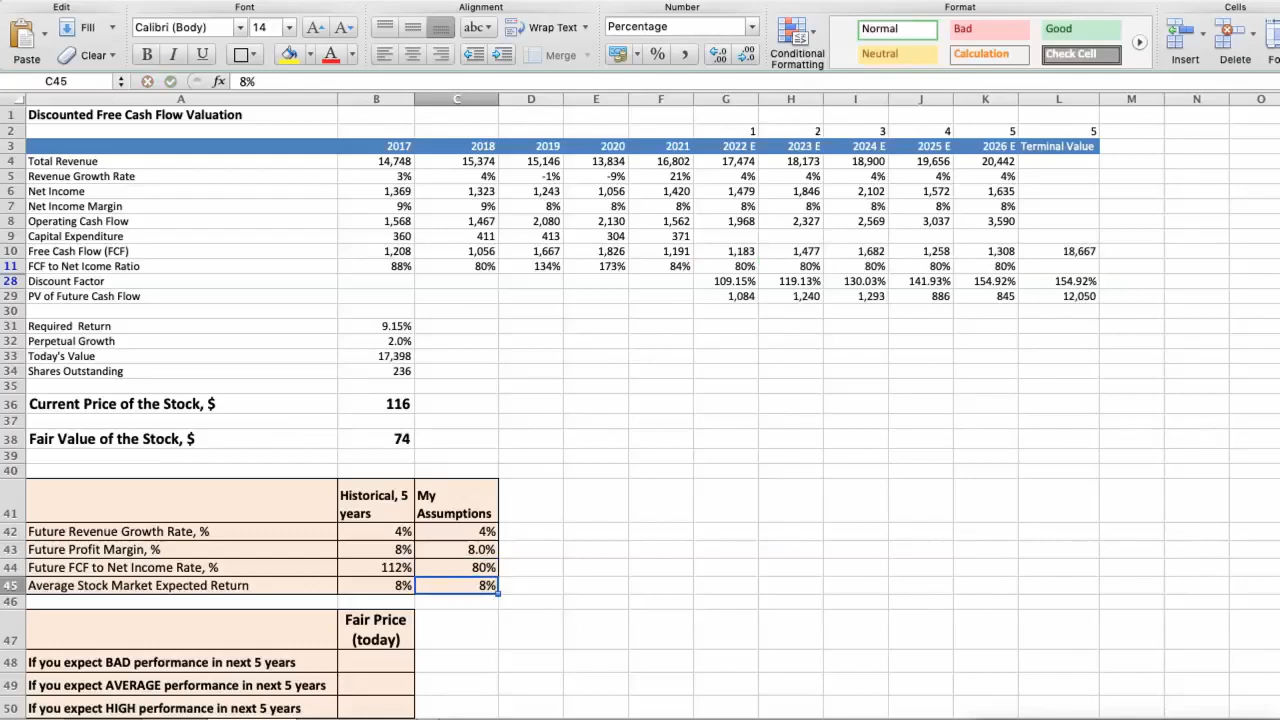 Edit Font Alignment Number Format Cells
Fill Calibri (Body) 14 A A abc Wrap Text Percentage Normal Bad Good
Paste Clear B I U A Merge % , .0 .00 .00 .0 Conditional Formatting Neutral Calculation Check Cell Insert Delete
C45 fx 8%
A B C D E F G H I J K L M N O
1 Discounted Free Cash Flow Valuation
2 1 2 3 4 5 5
3 2017 2018 2019 2020 2021 2022 E 2023 E 2024 E 2025 E 2026 E Terminal Value
4 Total Revenue 14,748 15,374 15,146 13,834 16,802 17,474 18,173 18,900 19,656 20,442
5 Revenue Growth Rate 3% 4% -1% -9% 21% 4% 4% 4% 4% 4%
6 Net Income 1,369 1,323 1,243 1,056 1,420 1,479 1,846 2,102 1,572 1,635
7 Net Income Margin 9% 9% 8% 8% 8% 8% 8% 8% 8% 8%
8 Operating Cash Flow 1,568 1,467 2,080 2,130 1,562 1,968 2,327 2,569 3,037 3,590
9 Capital Expenditure 360 411 413 304 371
10 Free Cash Flow (FCF) 1,208 1,056 1,667 1,826 1,191 1,183 1,477 1,682 1,258 1,308 18,667
11 FCF to Net Icome Ratio 88% 80% 134% 173% 84% 80% 80% 80% 80% 80%
28 Discount Factor 109.15% 119.13% 130.03% 141.93% 154.92% 154.92%
29 PV of Future Cash Flow 1,084 1,240 1,293 886 845 12,050
30
31 Required Return 9.15%
32 Perpetual Growth 2.0%
33 Today's Value 17,398
34 Shares Outstanding 236
35
36 Current Price of the Stock, $ 116
37
38 Fair Value of the Stock, $ 74
39
40
41 Historical, 5 years My Assumptions
42 Future Revenue Growth Rate, % 4% 4%
43 Future Profit Margin, % 8% 8.0%
44 Future FCF to Net Income Rate, % 112% 80%
45 Average Stock Market Expected Return 8% 8%
46
47 Fair Price (today)
48 If you expect BAD performance in next 5 years
49 If you expect AVERAGE performance in next 5 years
50 If you expect HIGH performance in next 5 years